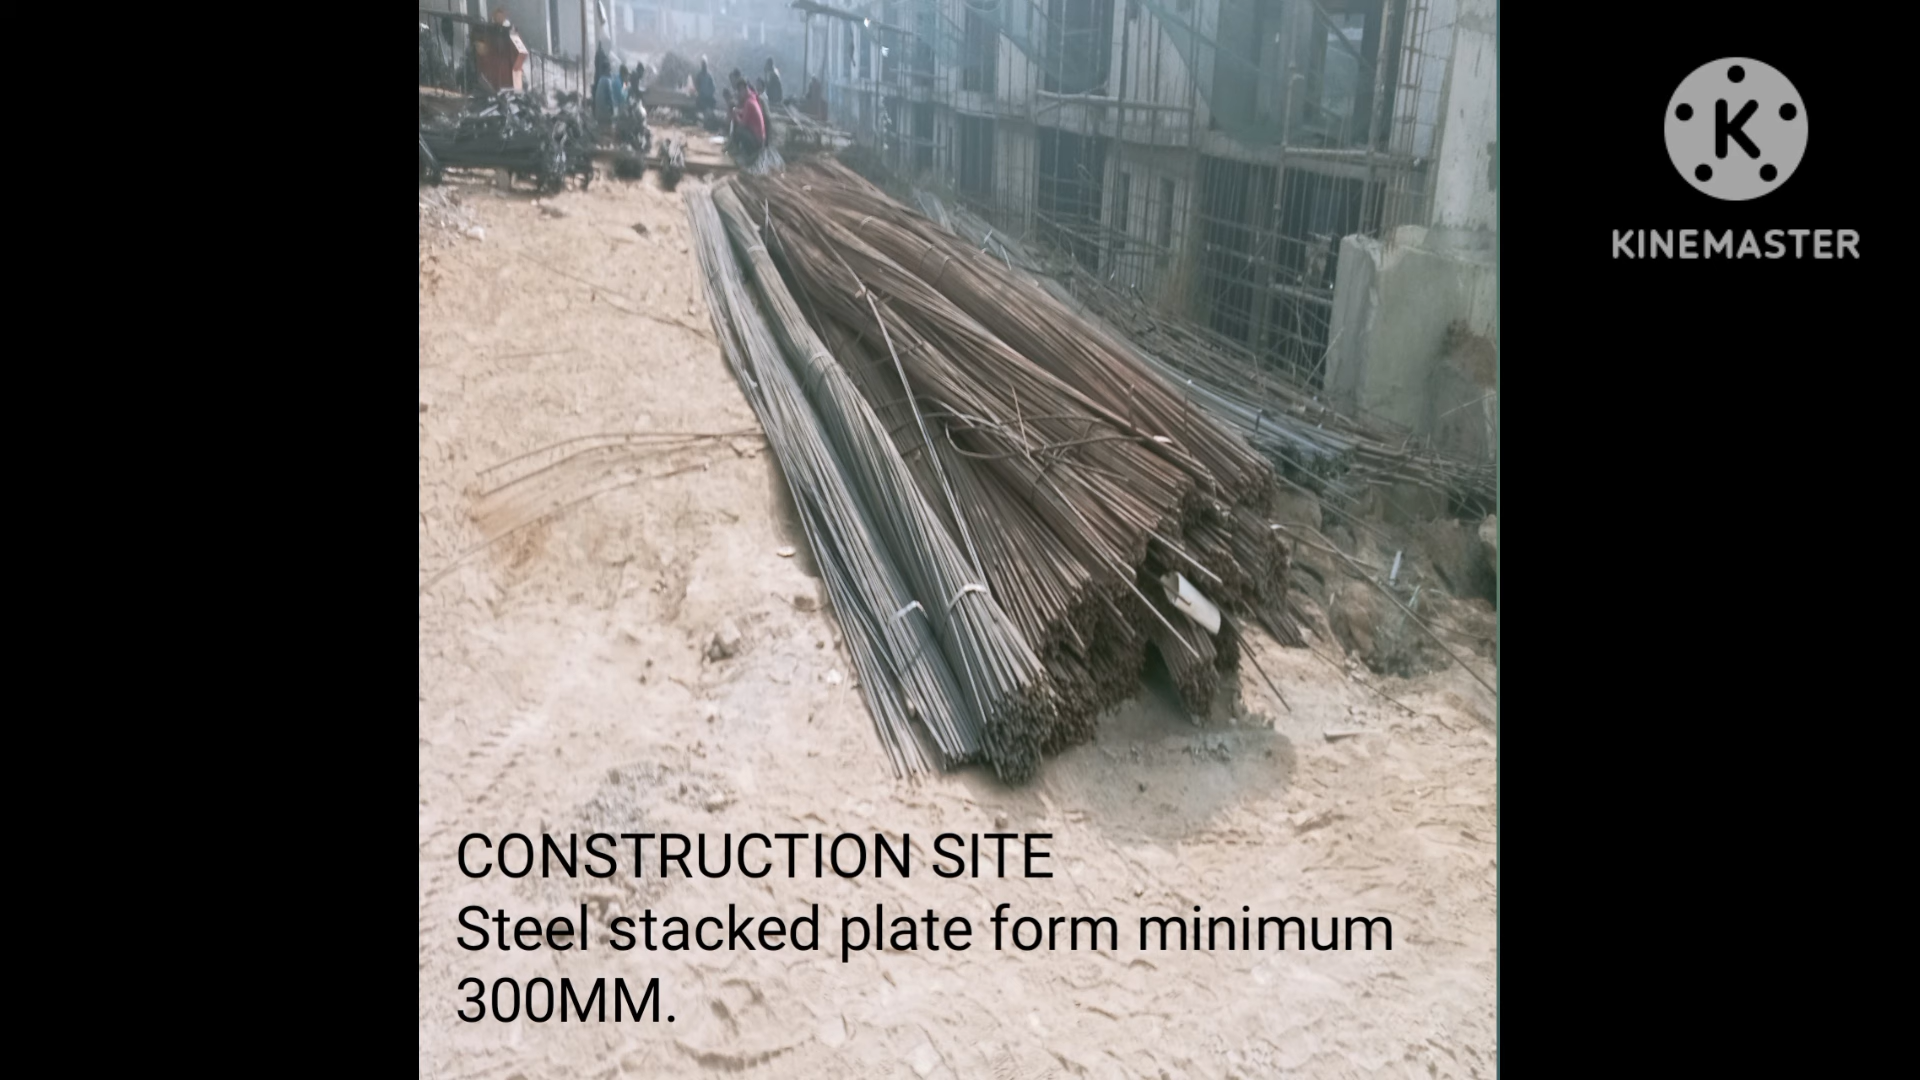 K
KINEMASTER
CONSTRUCTION SITE
Steel stacked plate form minimum
300MM.